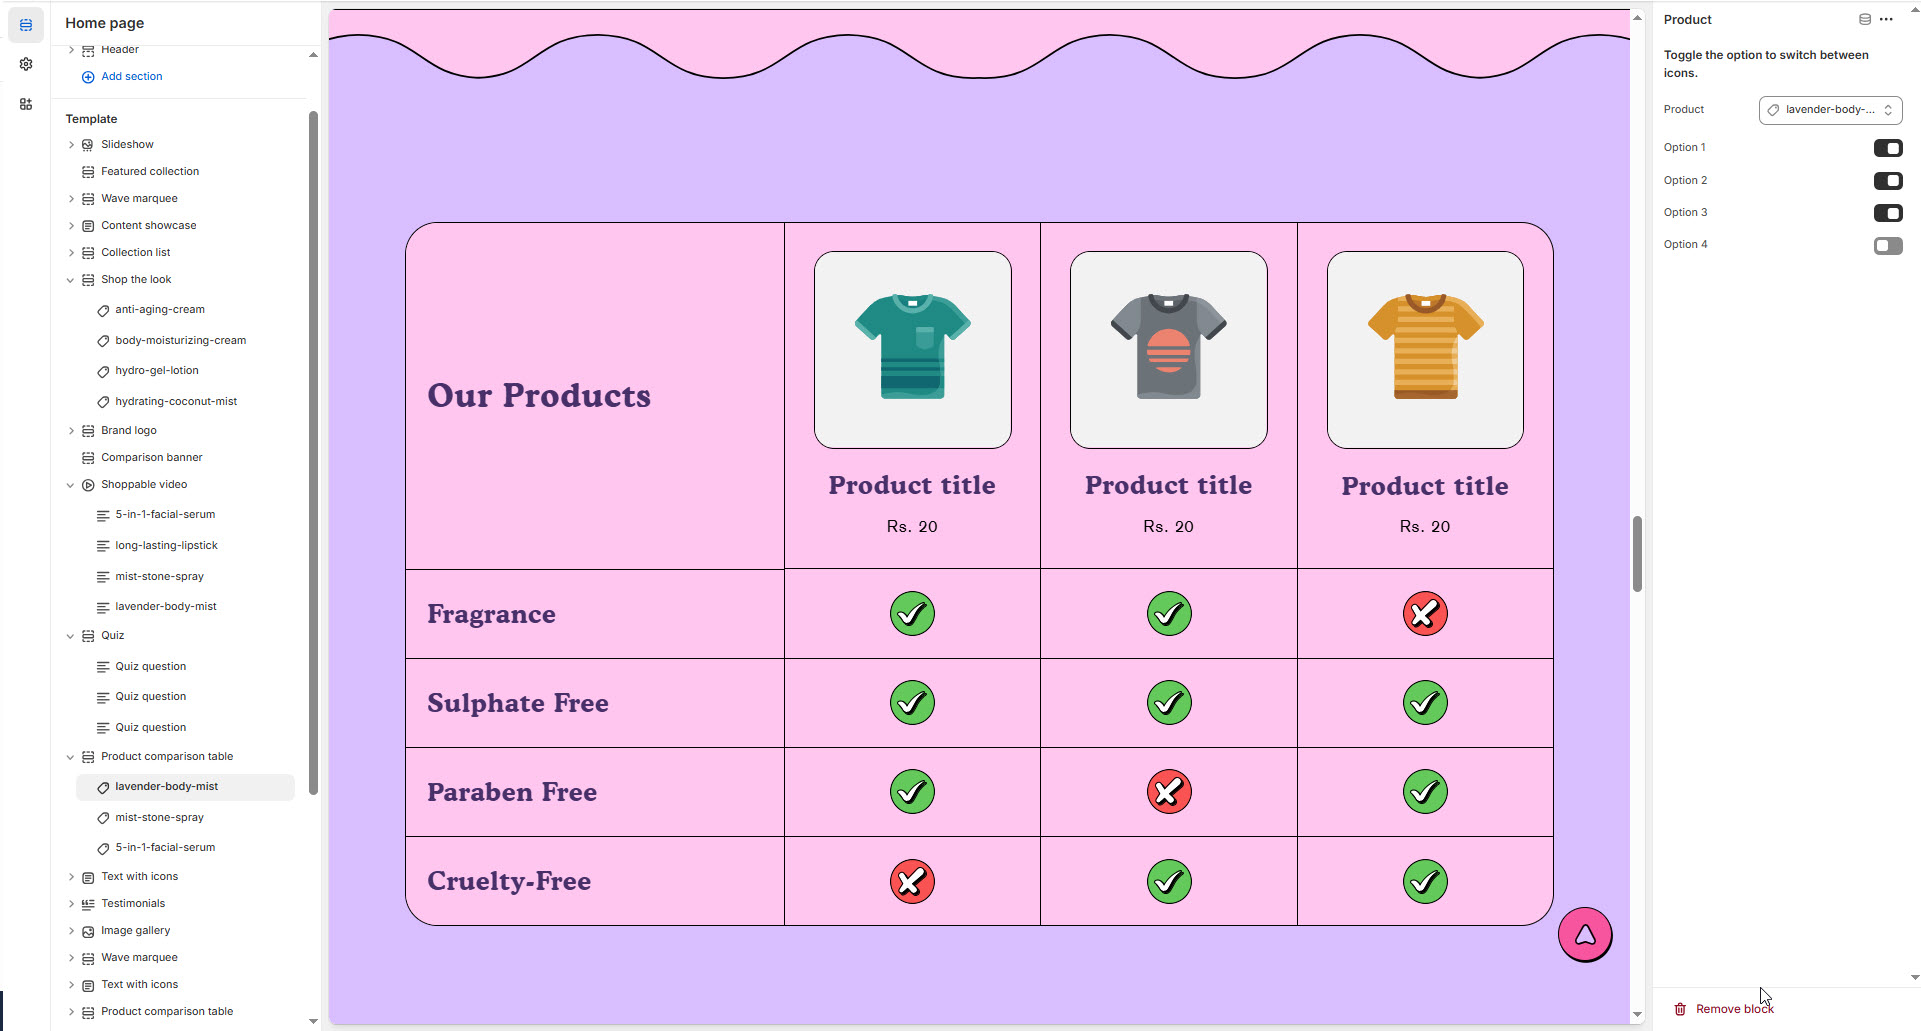 Home page
Header
Add section
Template
Slideshow
Featured collection
Wave marquee
Content showcase
Collection list
Shop the look
anti-aging-cream
body-moisturizing-cream
hydro-gel-lotion
hydrating-coconut-mist
Brand logo
Comparison banner
Shoppable video
5-in-1-facial-serum
long-lasting-lipstick
mist-stone-spray
lavender-body-mist
Quiz
Quiz question
Quiz question
Quiz question
Product comparison table
lavender-body-mist
mist-stone-spray
5-in-1-facial-serum
Text with icons
Testimonials
Image gallery
Wave marquee
Text with icons
Product comparison table
Our Products
Product title Product title Product title
Rs. 20 Rs. 20 Rs. 20
Fragrance
Sulphate Free
Paraben Free
Cruelty-Free
Product
Toggle the option to switch between
icons.
Product lavender-body-...
Option 1
Option 2
Option 3
Option 4
Remove block